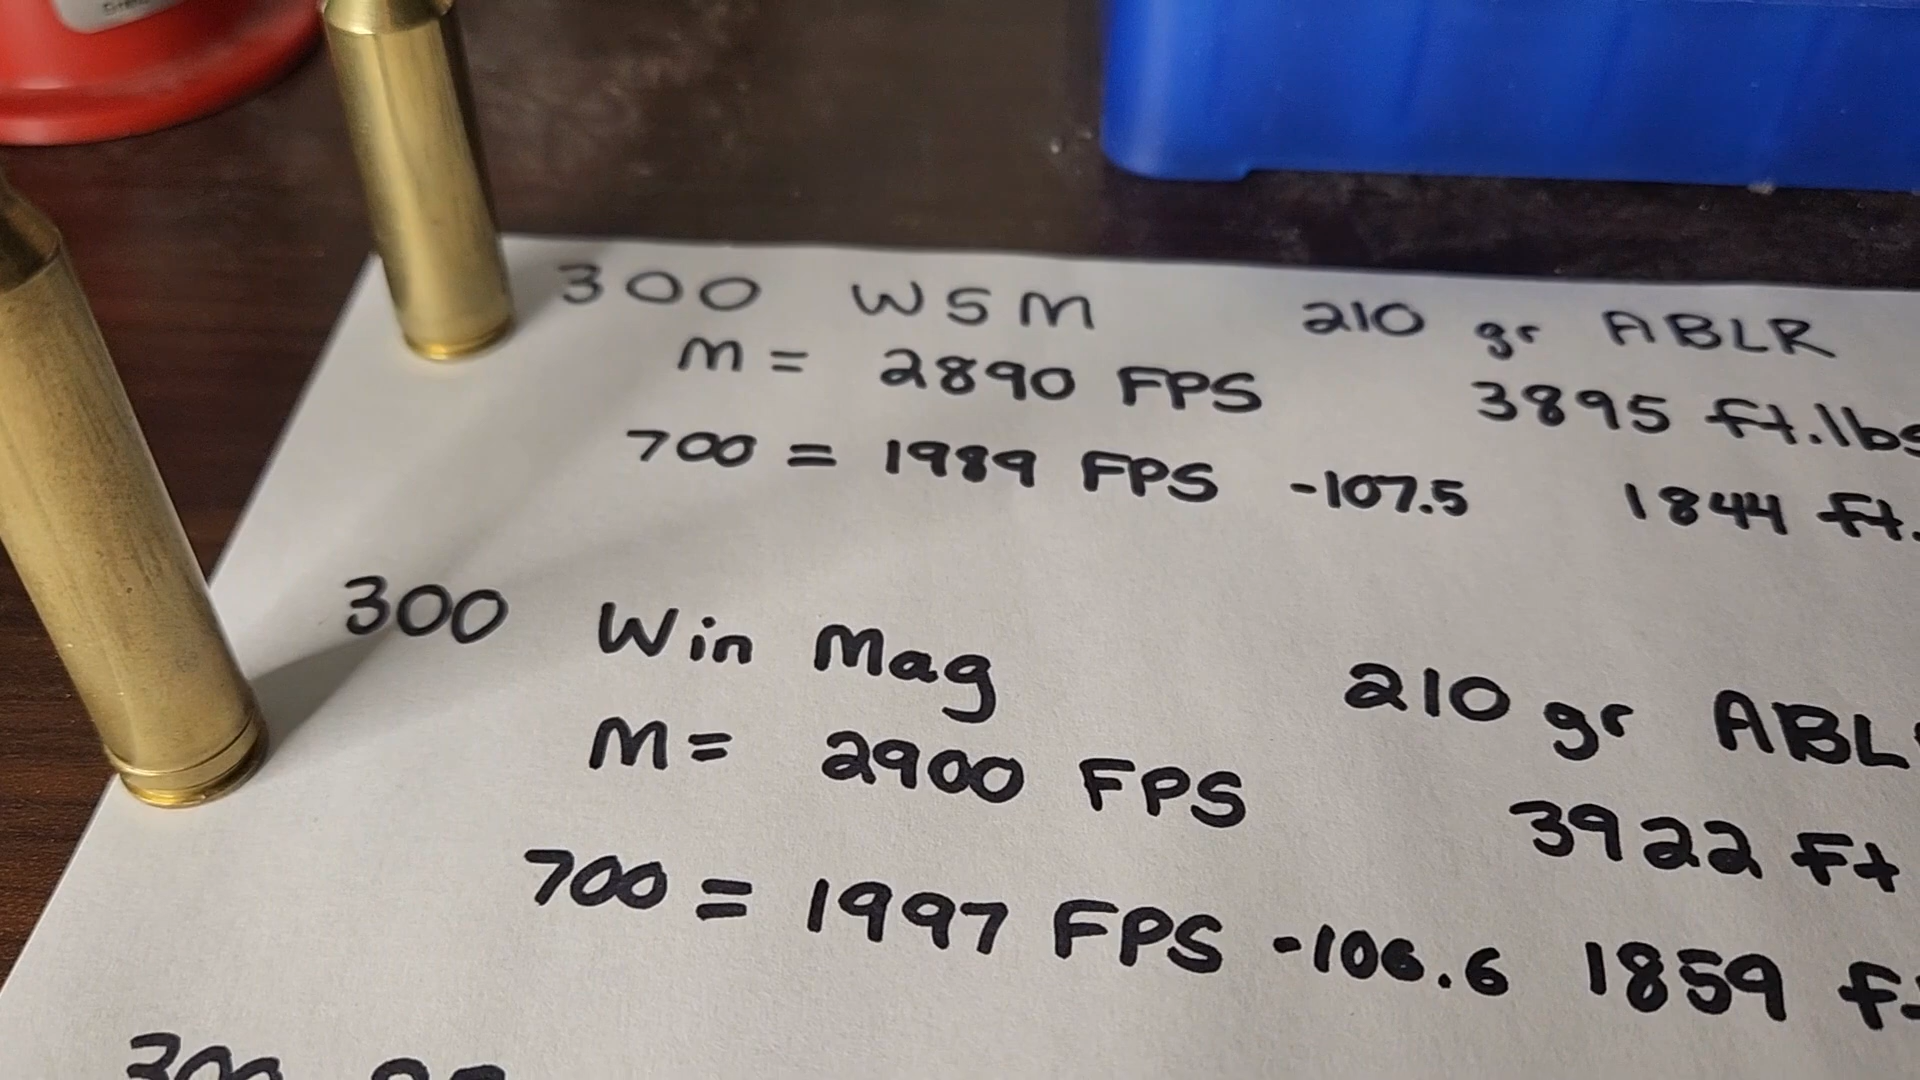 300 WSM 210 gr ABLR
M = 2890 FPS 3895 ft.lbs
700 = 1989 FPS -107.5 1844 ft.
300 Win Mag 210 gr ABL
M = 2900 FPS 3922 Ft
700 = 1997 FPS -106.6 1859 f
300